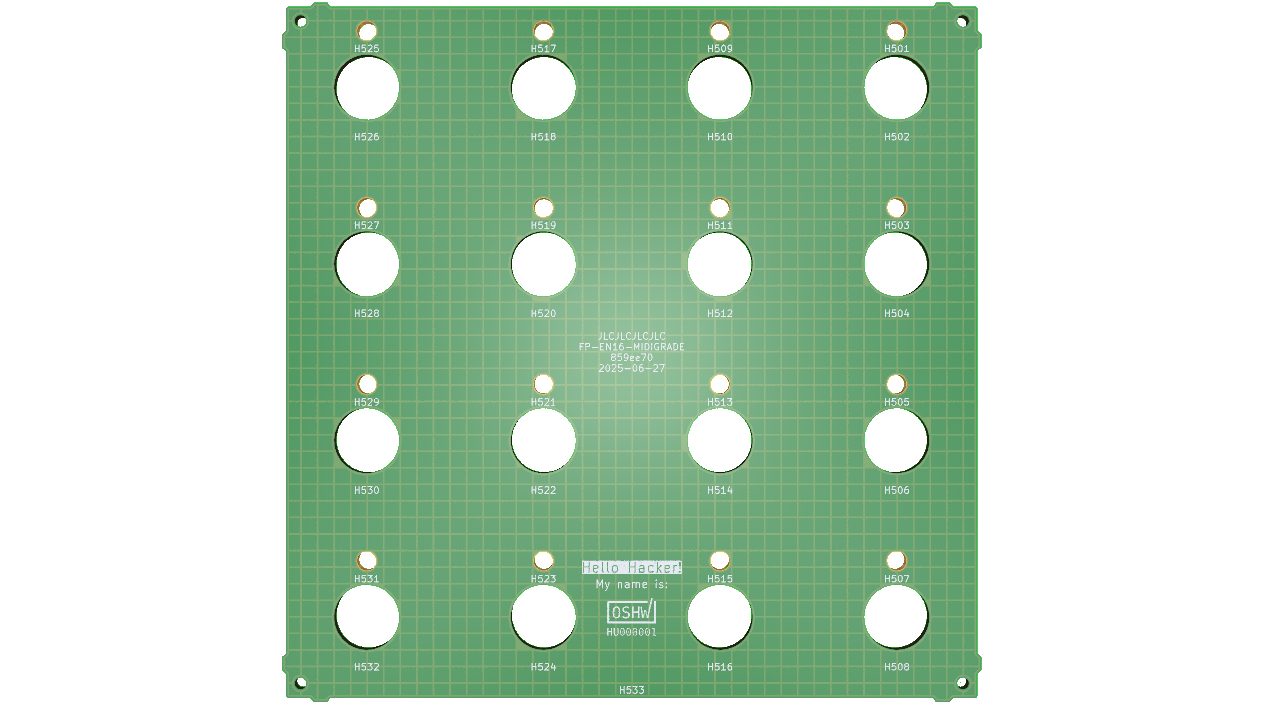 H525 H517 H509 H501
H526 H518 H510 H502
H527 H519 H511 H503
H528 H520 H512 H504
JLCJLCJLCJLC
FP-EN16-MIDIGRADE
859ee70
2025-06-27
H529 H521 H513 H505
H530 H522 H514 H506
Hello Hacker!
H531 H523 H515 H507
My name is:
OSHW
HU000001
H532 H524 H516 H508
H533